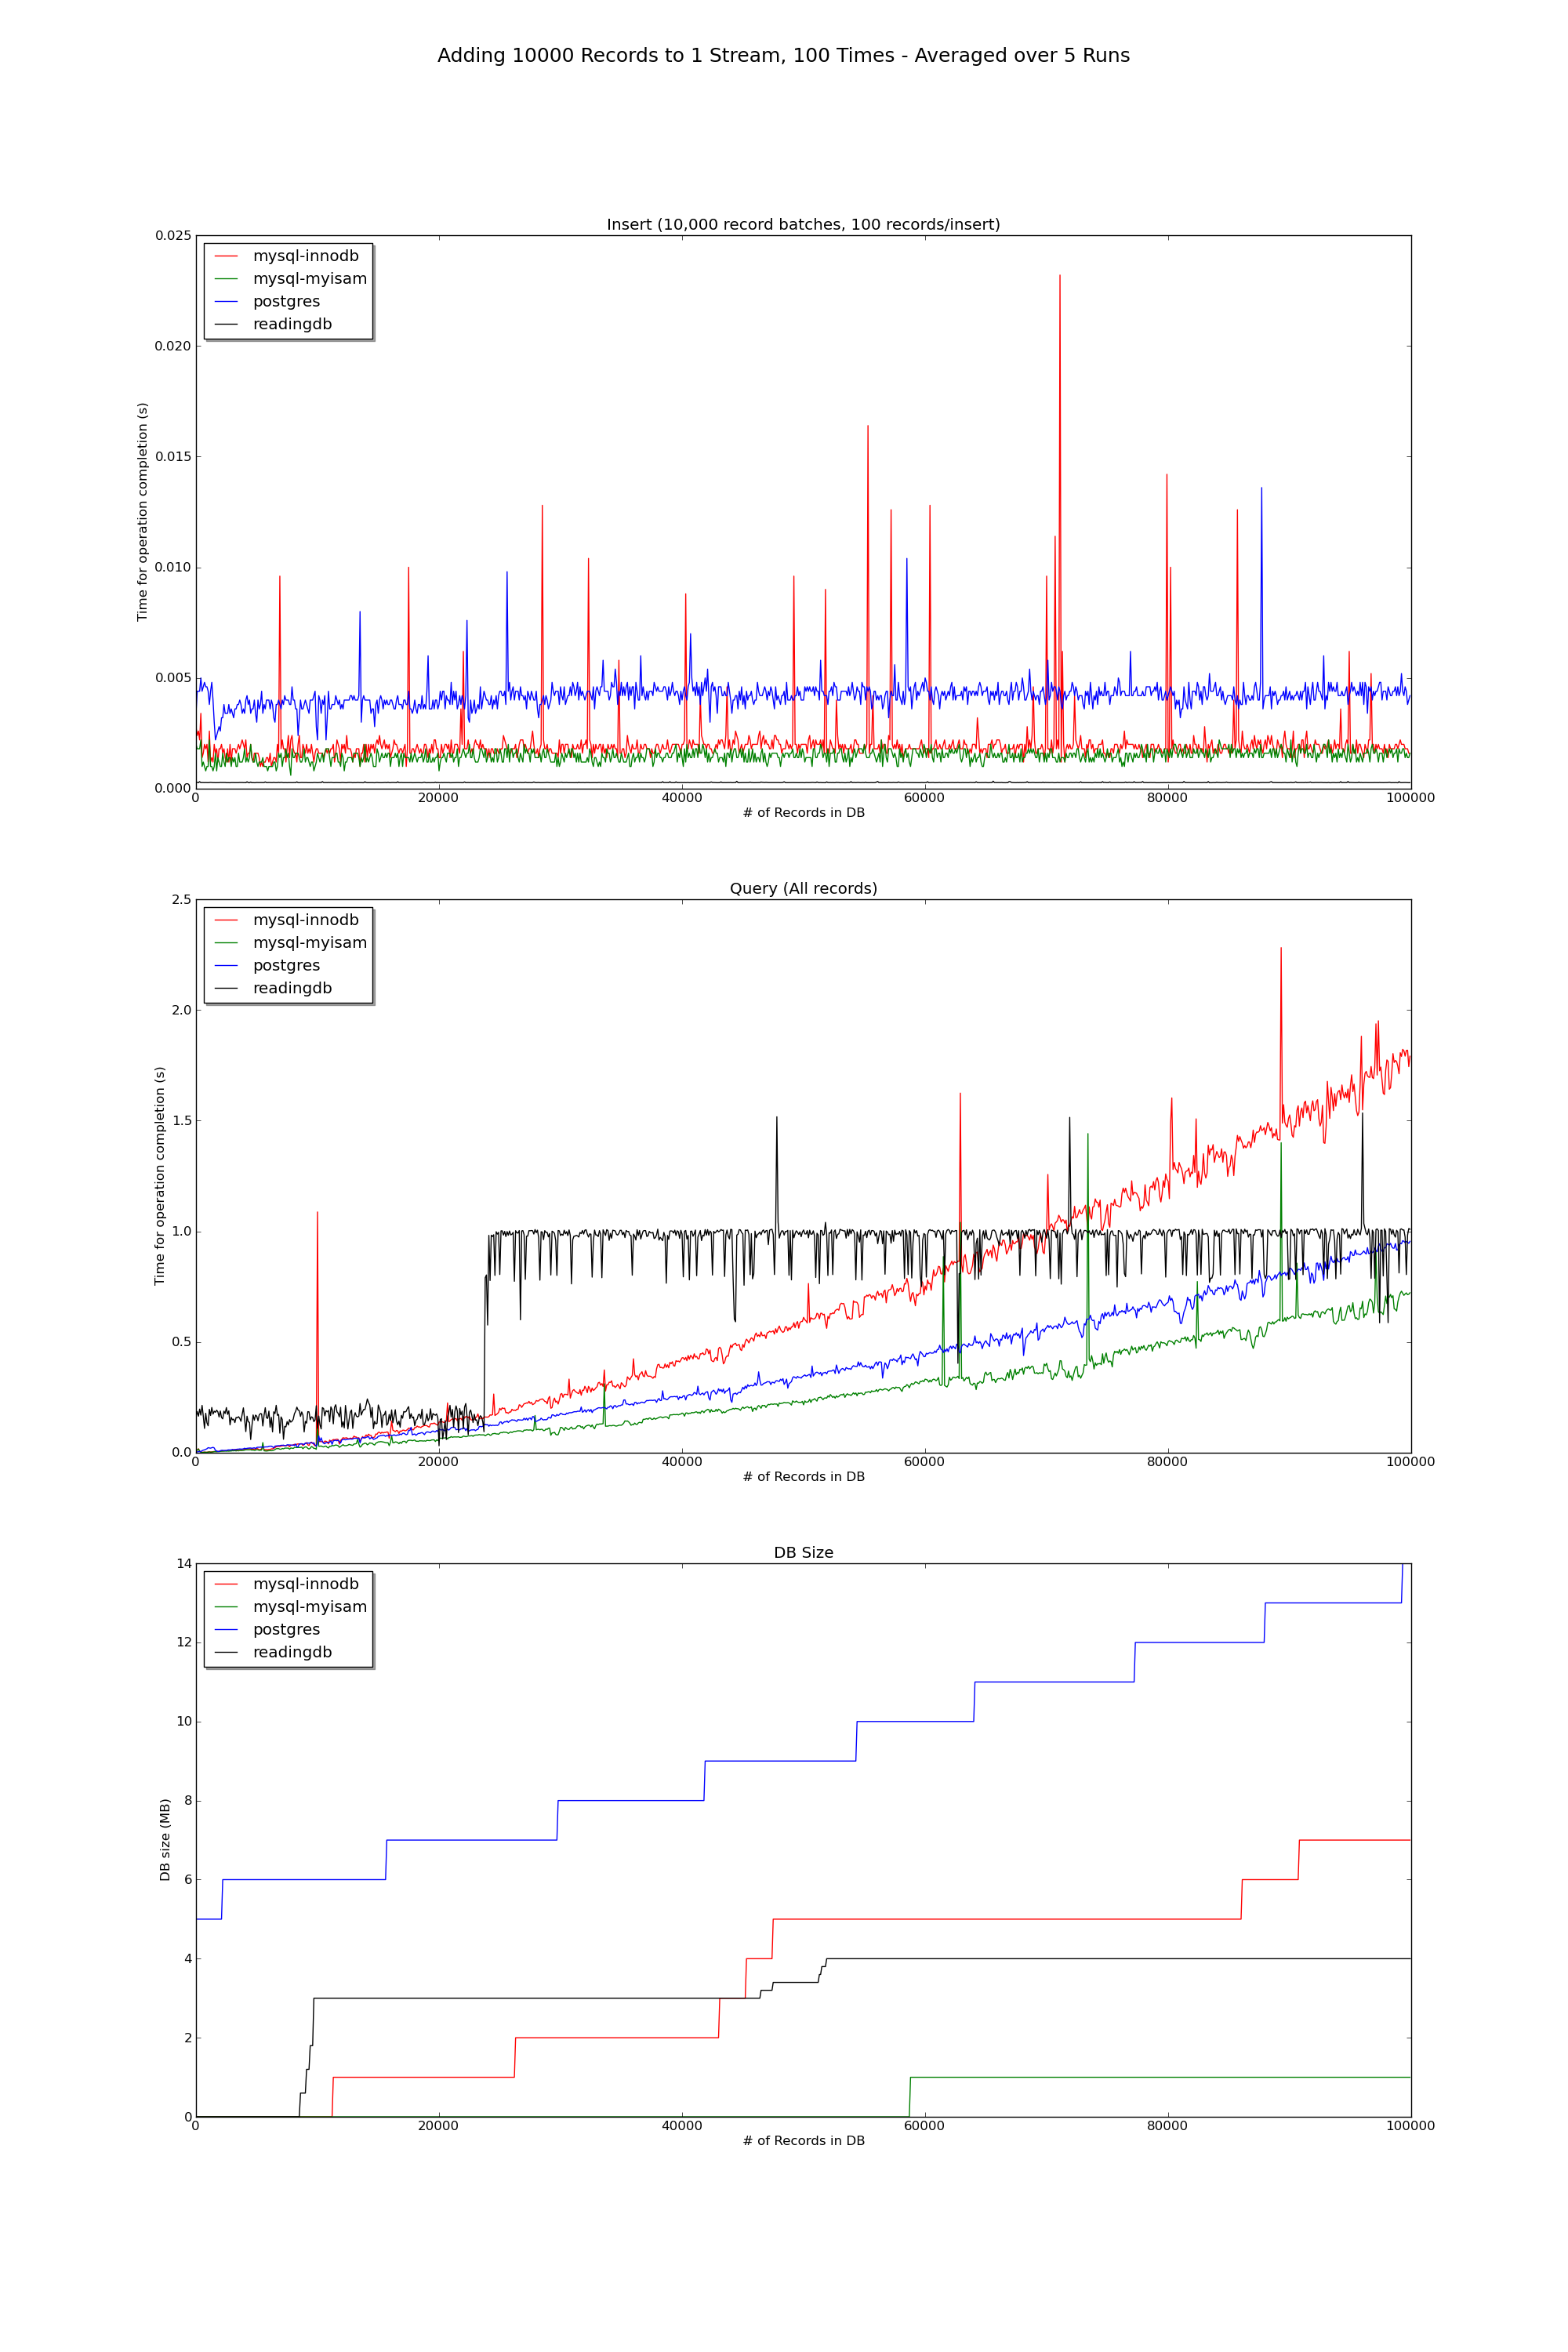 Adding 10000 Records to 1 Stream, 100 Times - Averaged over 5 Runs
Insert (10,000 record batches, 100 records/insert)
0.025
0.020
0.015
0.010
0.005
0.000
Time for operation completion (s)
mysql-innodb
mysql-myisam
postgres
readingdb
0 20000 40000 60000 80000 100000
# of Records in DB
Query (All records)
2.5
2.0
1.5
1.0
0.5
0.0
Time for operation completion (s)
mysql-innodb
mysql-myisam
postgres
readingdb
0 20000 40000 60000 80000 100000
# of Records in DB
DB Size
14
12
10
8
6
4
2
0
DB size (MB)
mysql-innodb
mysql-myisam
postgres
readingdb
0 20000 40000 60000 80000 100000
# of Records in DB